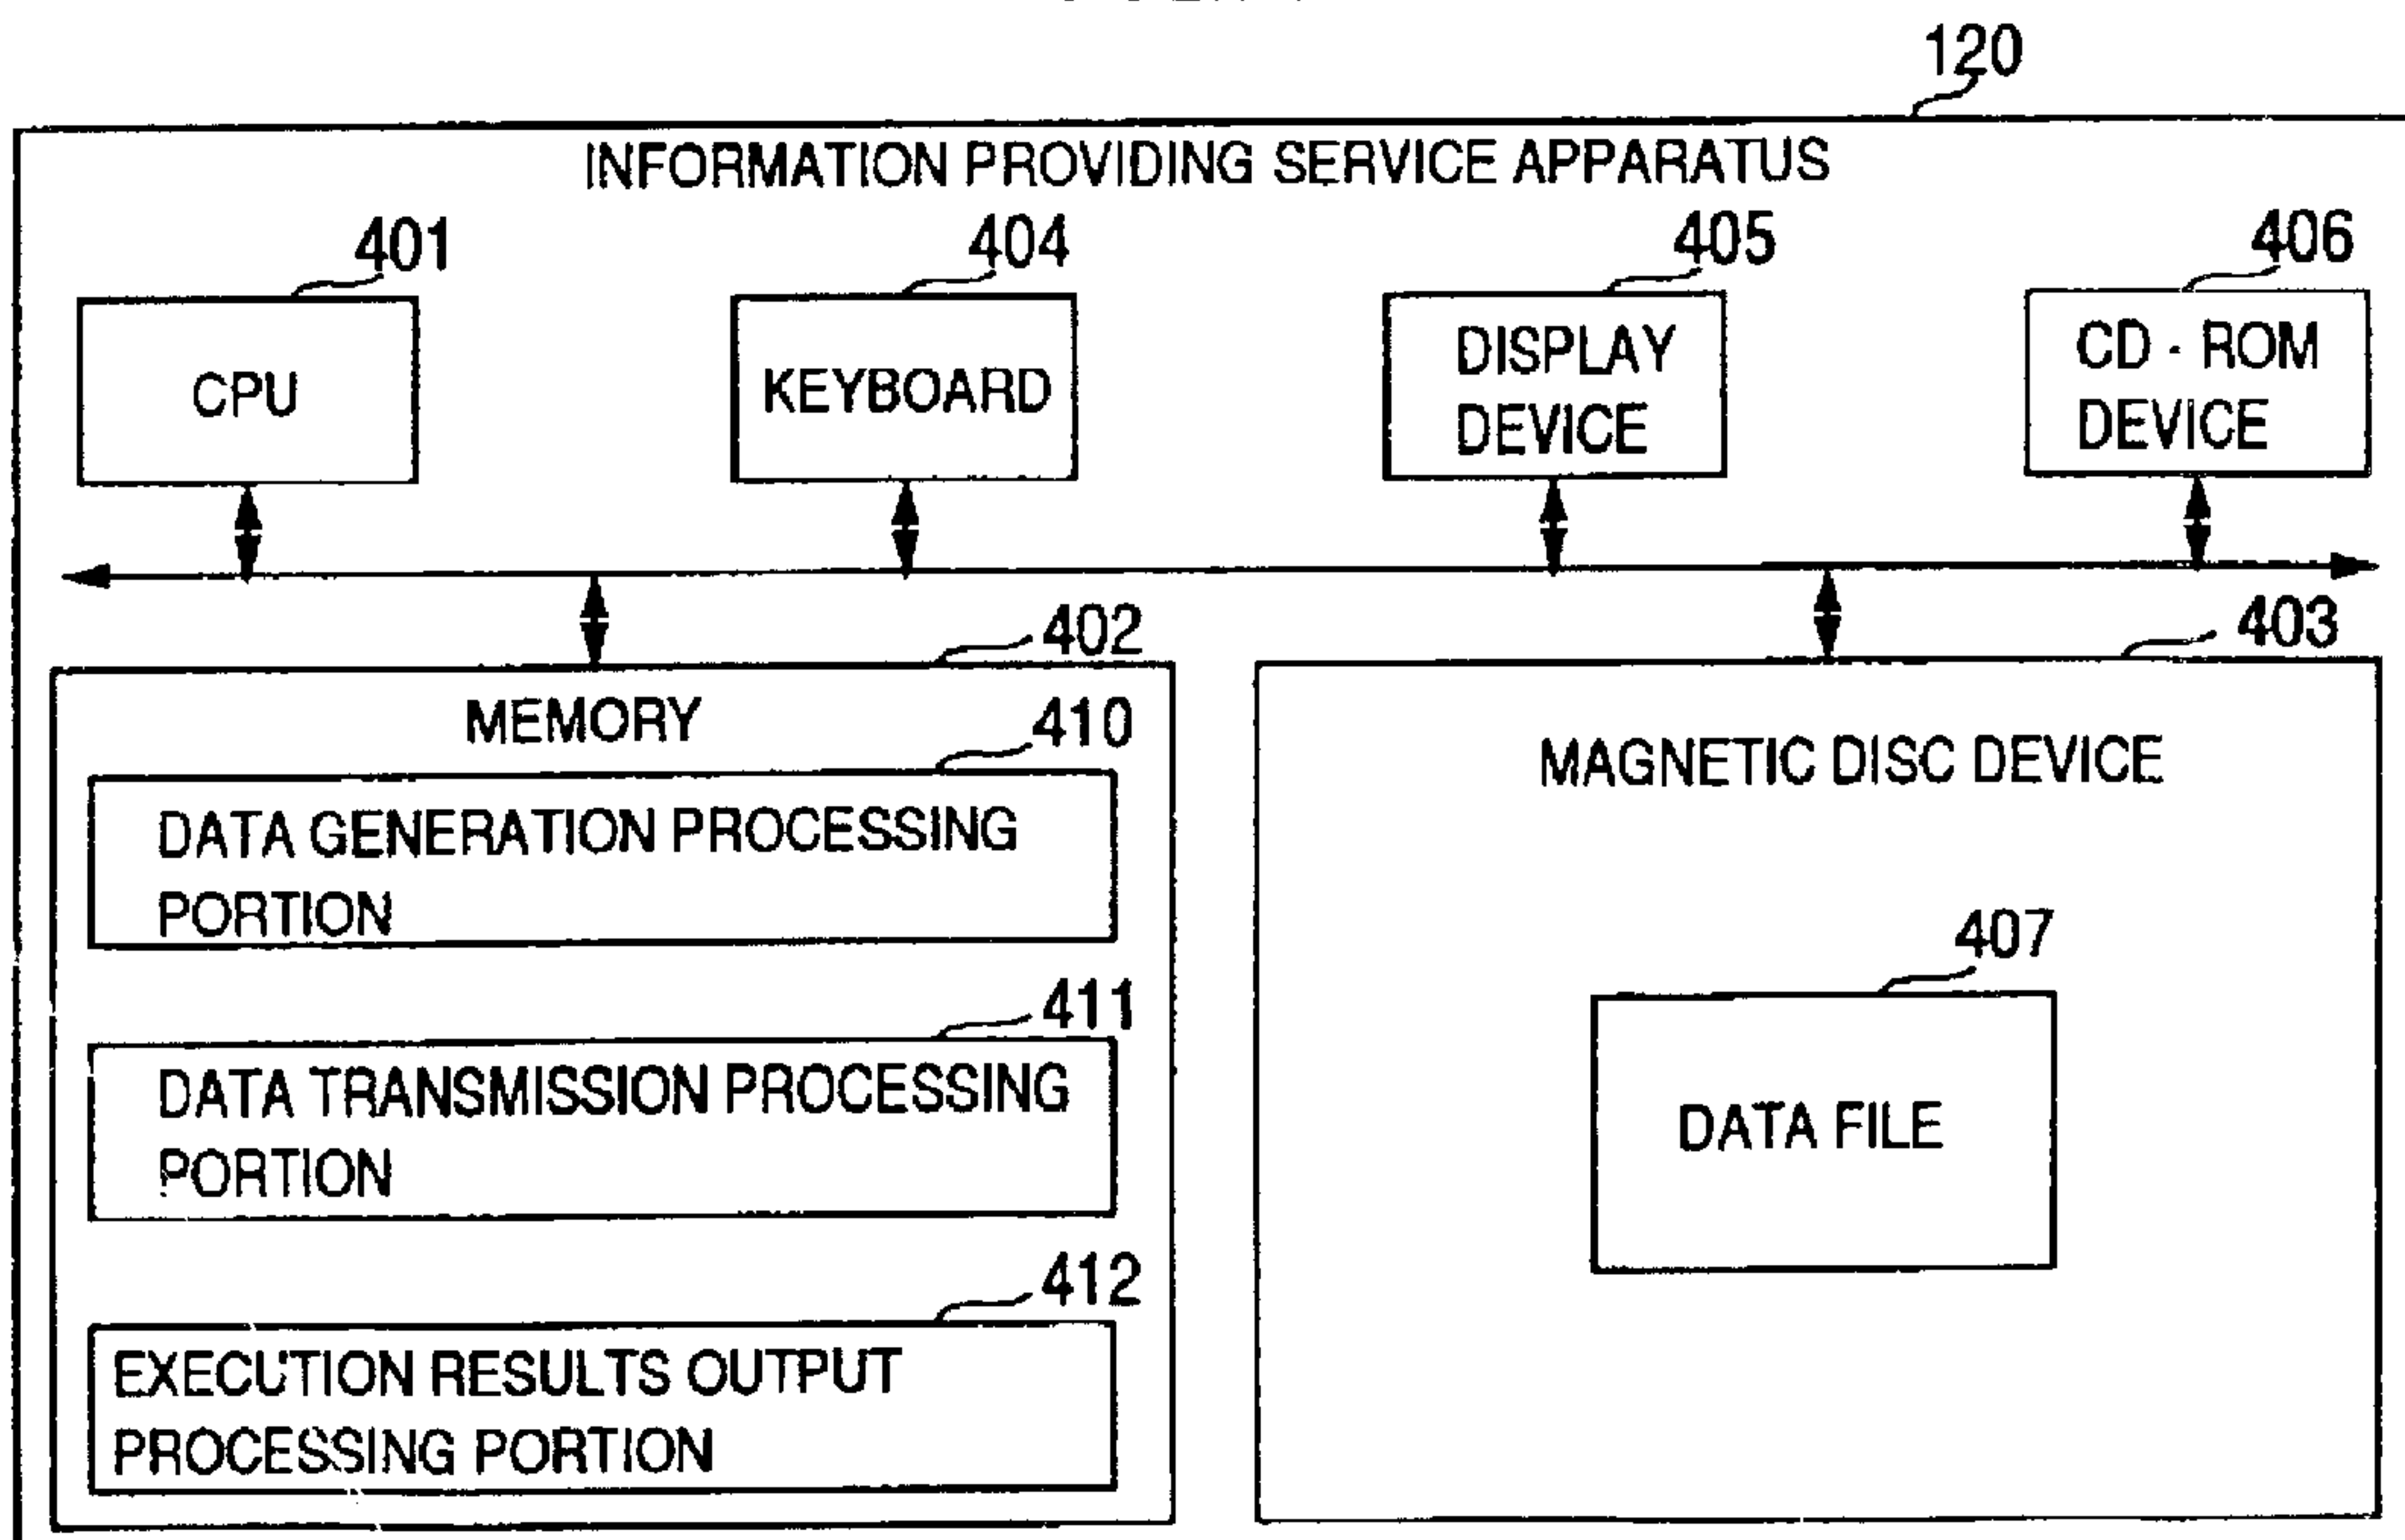 120
INFORMATION PROVIDING SERVICE APPARATUS
401
404
405
406
CPU
KEYBOARD
DISPLAY
DEVICE
CD - ROM
DEVICE
402
403
MEMORY
410
DATA GENERATION PROCESSING
PORTION
411
DATA TRANSMISSION PROCESSING
PORTION
412
EXECUTION RESULTS OUTPUT
PROCESSING PORTION
MAGNETIC DISC DEVICE
407
DATA FILE